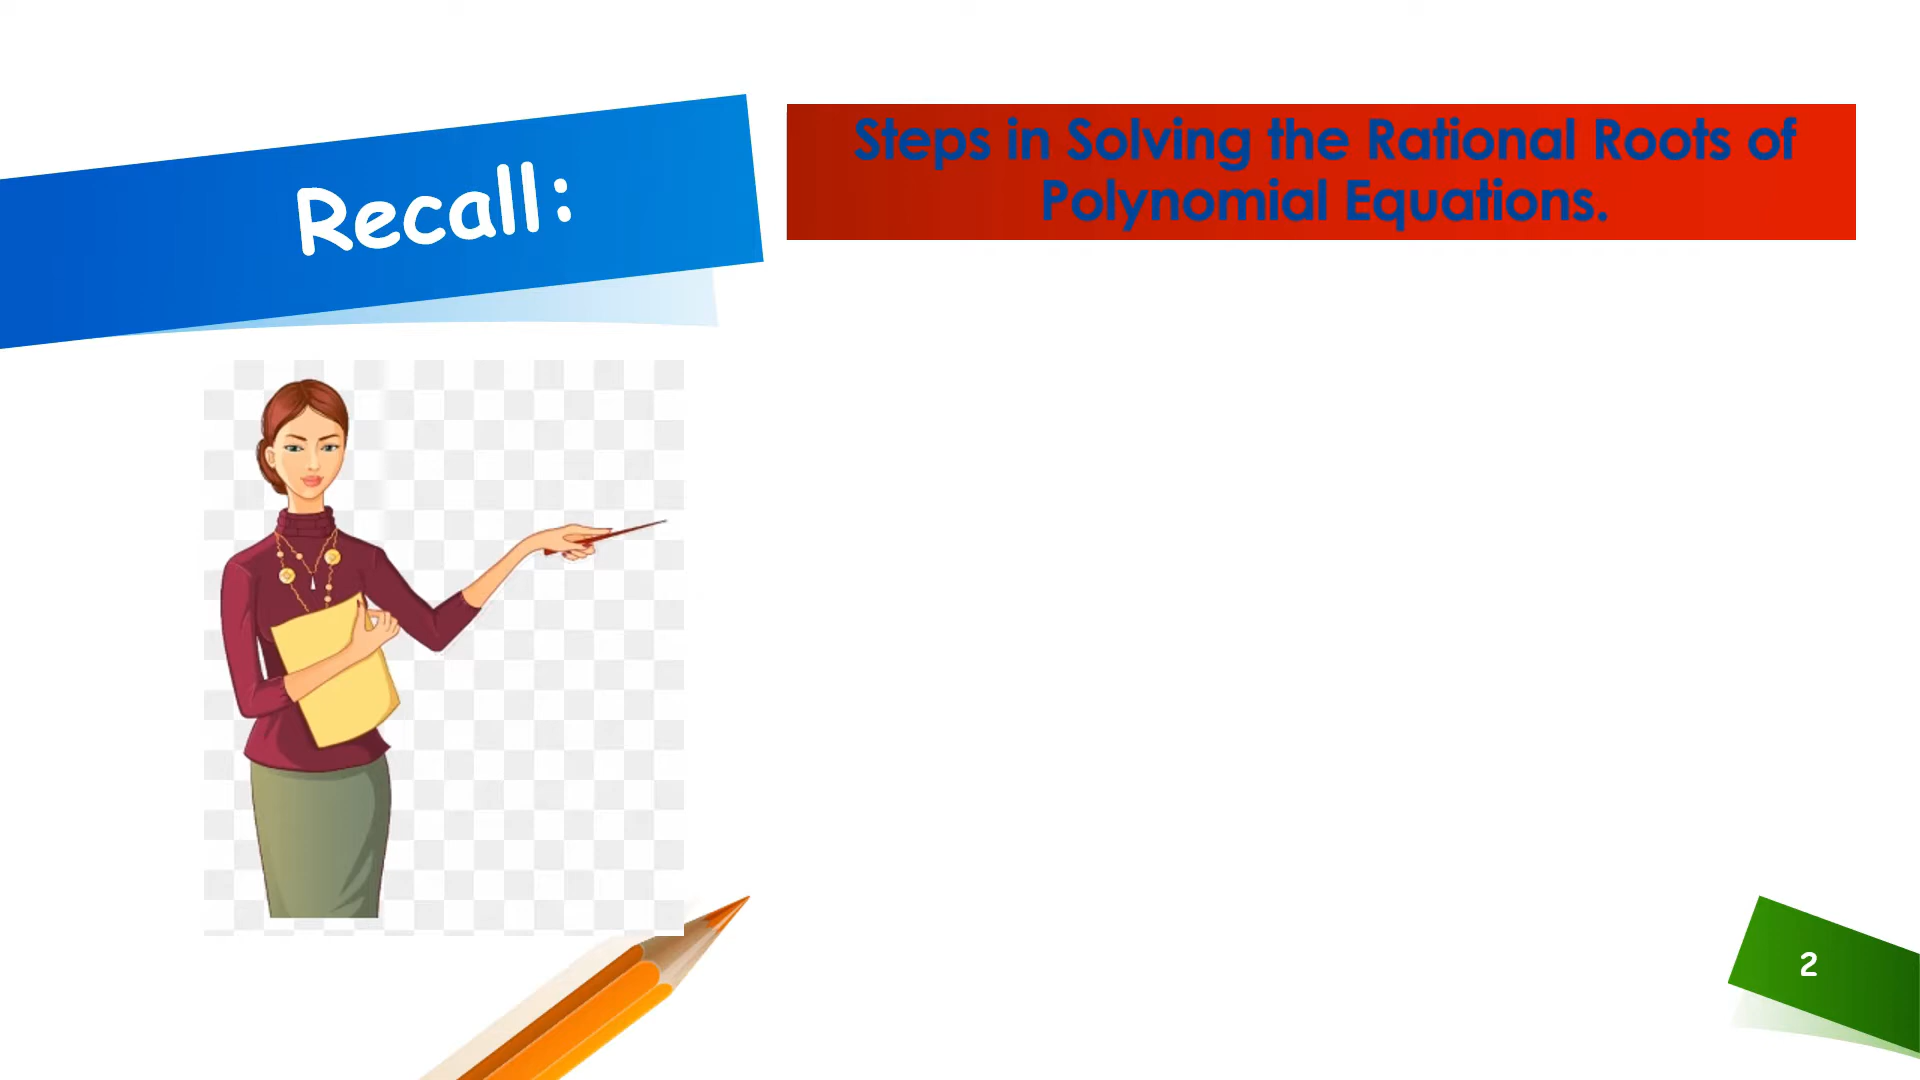 Recall:
Steps in Solving the Rational Roots of
Polynomial Equations.
2